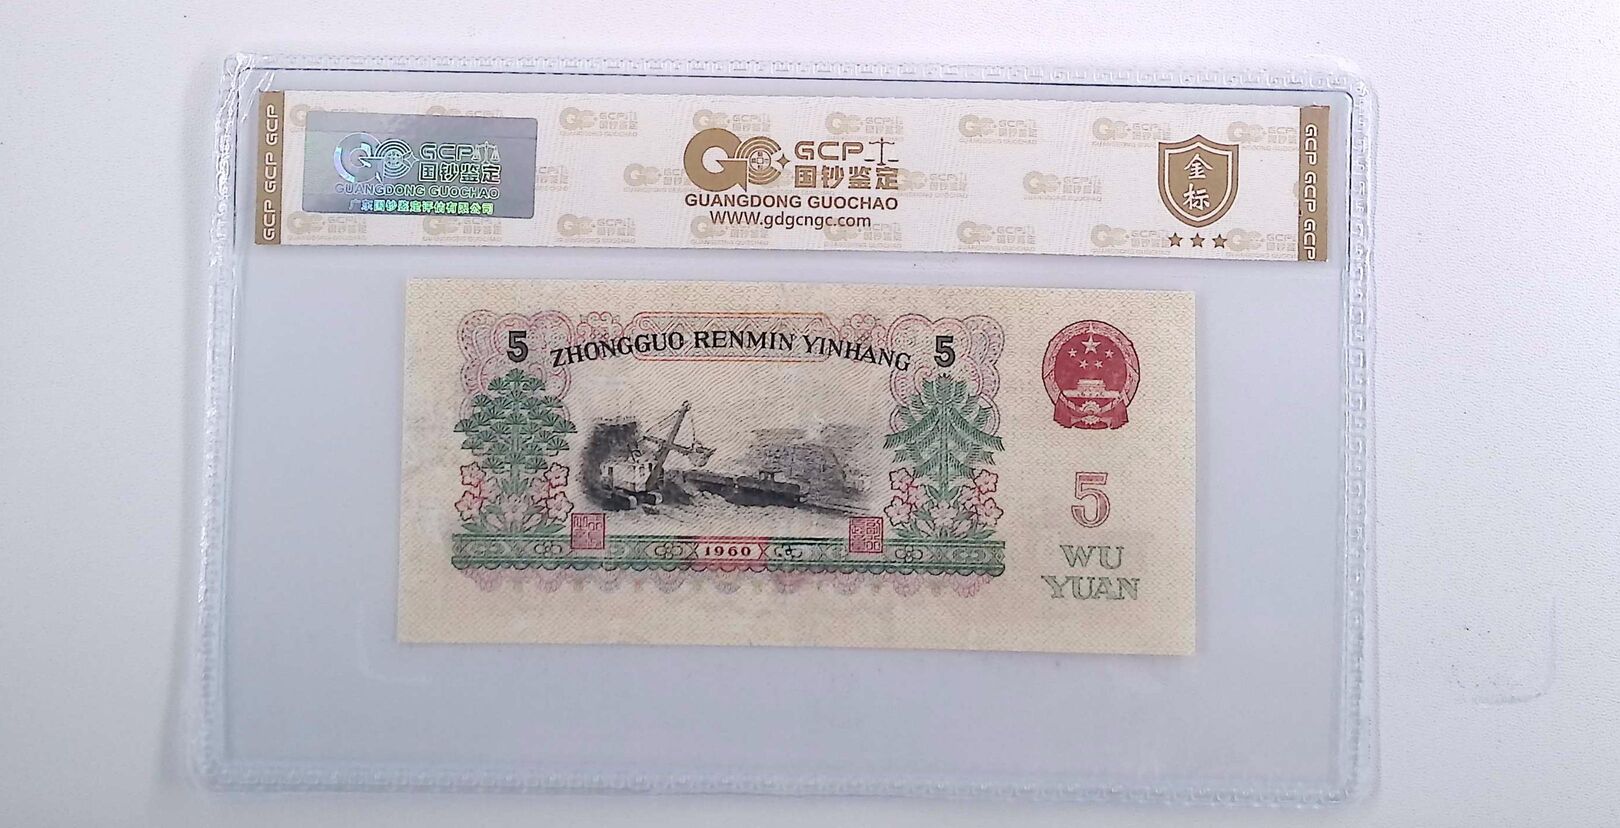 GCP GCP GCP
GCP
国钞鉴定
GUANGDONG GUOCHAO
广东国钞鉴定评估有限公司
GCP
国钞鉴定
GUANGDONG GUOCHAO
WWW.gdgcngc.com
金
标
GCP GCP GCP
5 ZHONGGUO RENMIN YINHANG 5
1960
5
WU
YUAN